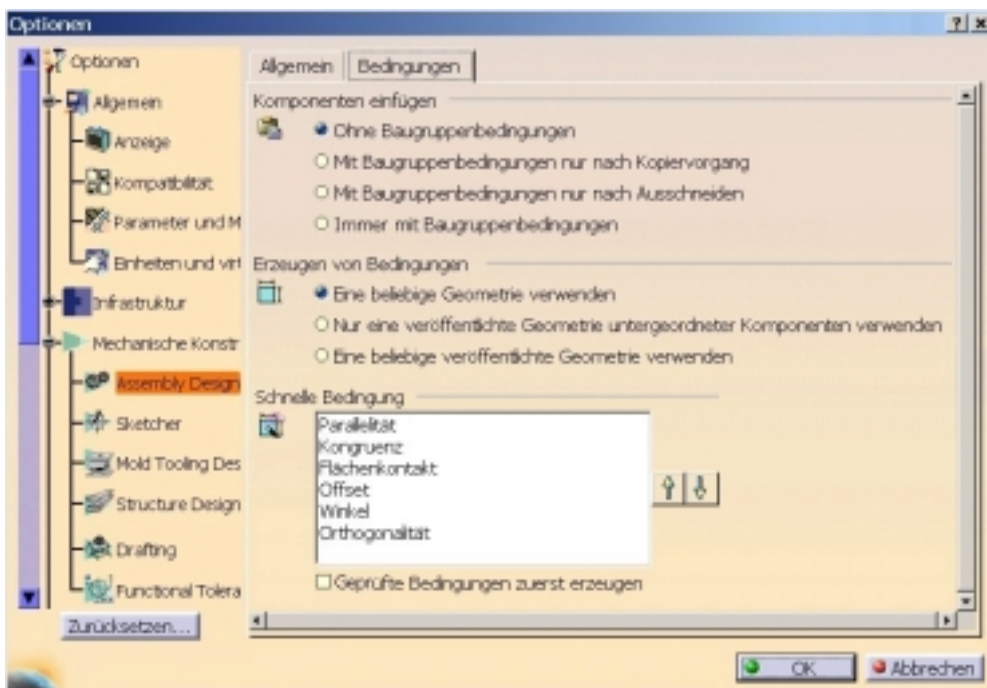 Optionen
Optionen
Allgemein
Anzeige
Kompatibilität
Parameter und M
Einheiten und virt
Infrastruktur
Mechanische Konstr
Assembly Design
Sketcher
Mold Tooling Des
Structure Design
Drafting
Functional Tolera
Zurücksetzen...
Allgemein Bedingungen
Komponenten einfügen
Ohne Baugruppenbedingungen
Mit Baugruppenbedingungen nur nach Kopiervorgang
Mit Baugruppenbedingungen nur nach Ausschneiden
Immer mit Baugruppenbedingungen
Erzeugen von Bedingungen
Eine beliebige Geometrie verwenden
Nur eine veröffentlichte Geometrie untergeordneter Komponenten verwenden
Eine beliebige veröffentlichte Geometrie verwenden
Schnelle Bedingung
Parallelität
Kongruenz
Flächenkontakt
Offset
Winkel
Orthogonalität
Geprüfte Bedingungen zuerst erzeugen
OK Abbrechen